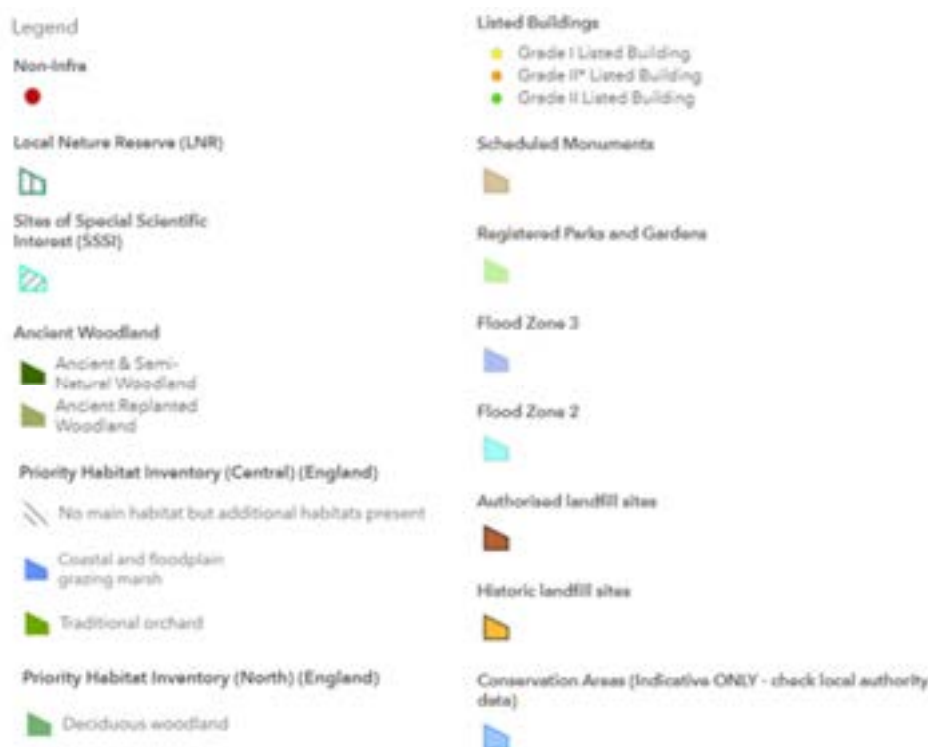 Legend
Non-Infra
Local Nature Reserve (LNR)
Sites of Special Scientific
Interest (SSSI)
Ancient Woodland
Ancient & Semi-
Natural Woodland
Ancient Replanted
Woodland
Priority Habitat Inventory (Central) (England)
No main habitat but additional habitats present
Coastal and floodplain
grazing marsh
Traditional orchard
Priority Habitat Inventory (North) (England)
Deciduous woodland
Listed Buildings
Grade I Listed Building
Grade II* Listed Building
Grade II Listed Building
Scheduled Monuments
Registered Parks and Gardens
Flood Zone 3
Flood Zone 2
Authorised landfill sites
Historic landfill sites
Conservation Areas (Indicative ONLY - check local authority
data)